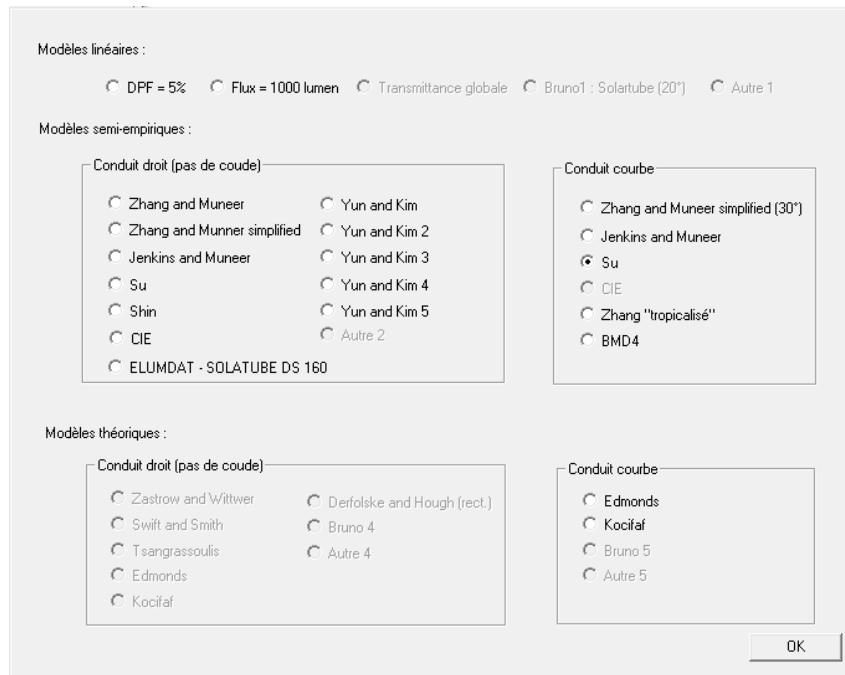 Modèles linéaires :
DPF = 5% Flux = 1000 lumen Transmittance globale Bruno1 : Solartube (20°) Autre 1
Modèles semi-empiriques :
Conduit droit (pas de coude)
Zhang and Muneer
Zhang and Munner simplified
Jenkins and Muneer
Su
Shin
CIE
ELUMDAT - SOLATUBE DS 160
Yun and Kim
Yun and Kim 2
Yun and Kim 3
Yun and Kim 4
Yun and Kim 5
Autre 2
Conduit courbe
Zhang and Muneer simplified (30°)
Jenkins and Muneer
Su
CIE
Zhang "tropicalisé"
BMD4
Modèles théoriques :
Conduit droit (pas de coude)
Zastrow and Wittwer
Swift and Smith
Tsangrassoulis
Edmonds
Kocifaf
Derfolske and Hough (rect.)
Bruno 4
Autre 4
Conduit courbe
Edmonds
Kocifaf
Bruno 5
Autre 5
OK